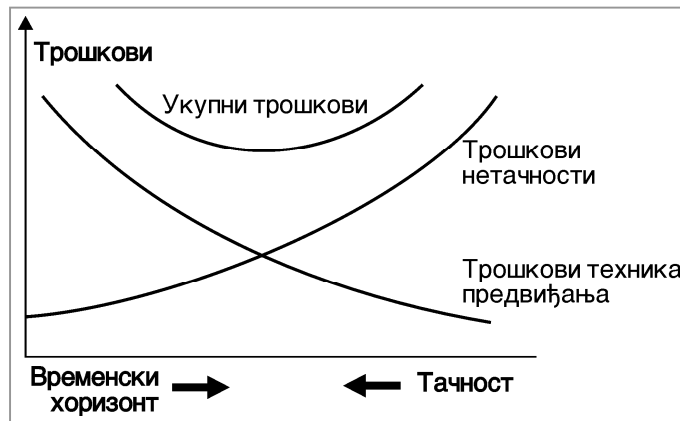 Трошкови
Укупни трошкови
Трошкови
нетачности
Трошкови техника
предвиђања
Временски
хоризонт
Тачност